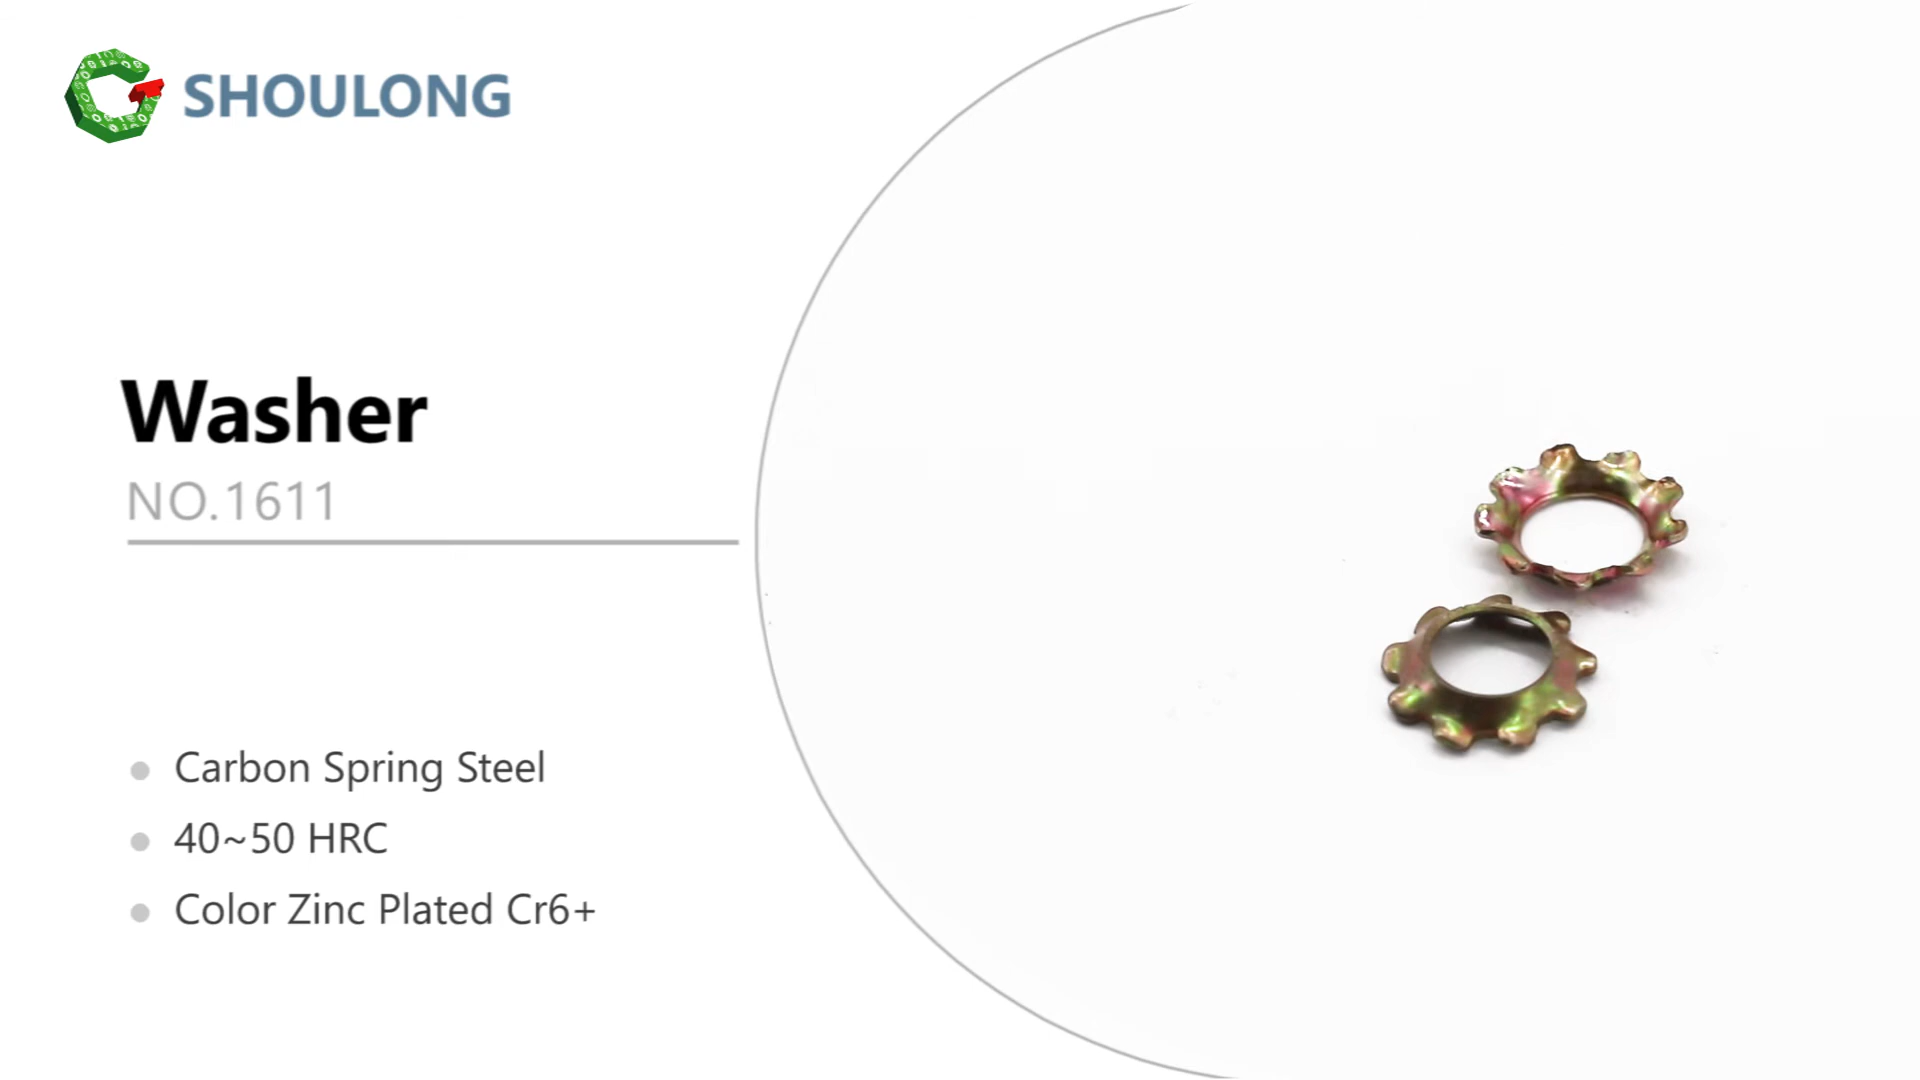 SHOULONG
Washer
NO.1611
Carbon Spring Steel
40~50 HRC
Color Zinc Plated Cr6+